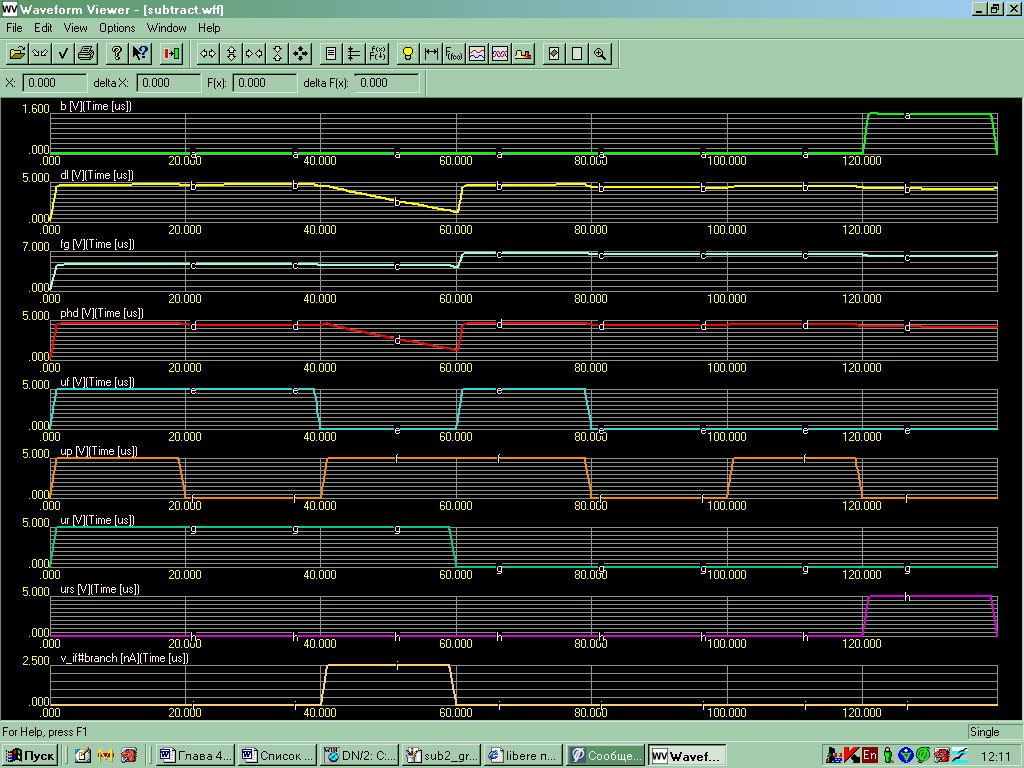 Waveform Viewer - [subtract.wff]
File Edit View Options Window Help
X: 0.000 delta X: 0.000 F(x): 0.000 delta F(x): 0.000
b [V](Time [us])
1.600
a a a a a a a a
.000
.000 20.000 40.000 60.000 80.000 100.000 120.000
dl [V](Time [us])
5.000
b b b b b b b b
.000
.000 20.000 40.000 60.000 80.000 100.000 120.000
fg [V](Time [us])
7.000
c c c c c c c c
.000
.000 20.000 40.000 60.000 80.000 100.000 120.000
phd [V](Time [us])
5.000
d d d d d d d d
.000
.000 20.000 40.000 60.000 80.000 100.000 120.000
uf [V](Time [us])
5.000
e e e e e e e e
.000
.000 20.000 40.000 60.000 80.000 100.000 120.000
up [V](Time [us])
5.000
f f f f f f f f
.000
.000 20.000 40.000 60.000 80.000 100.000 120.000
ur [V](Time [us])
5.000
g g g g g g g g
.000
.000 20.000 40.000 60.000 80.000 100.000 120.000
urs [V](Time [us])
5.000
h h h h h h h h
.000
.000 20.000 40.000 60.000 80.000 100.000 120.000
v_if#branch [nA](Time [us])
2.500
.000
.000 20.000 40.000 60.000 80.000 100.000 120.000
For Help, press F1 Single
Пуск Глава 4... Список ... DN/2: C:... sub2_gr... libere п... Сообще... Wavef... En 12:11